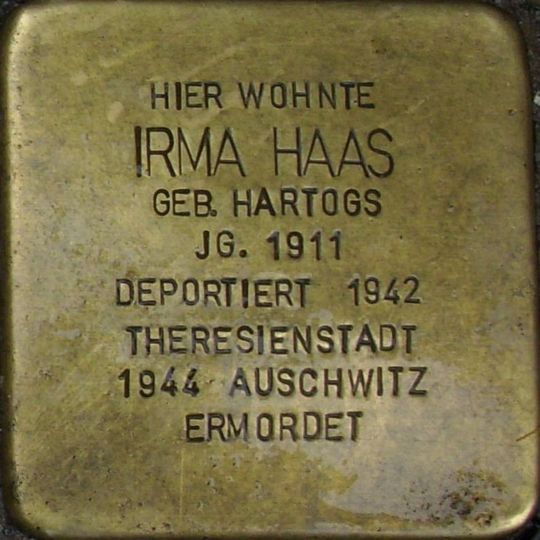 HIER WOHNTE
IRMA HAAS
GEB. HARTOGS
JG. 1911
DEPORTIERT 1942
THERESIENSTADT
1944 AUSCHWITZ
ERMORDET